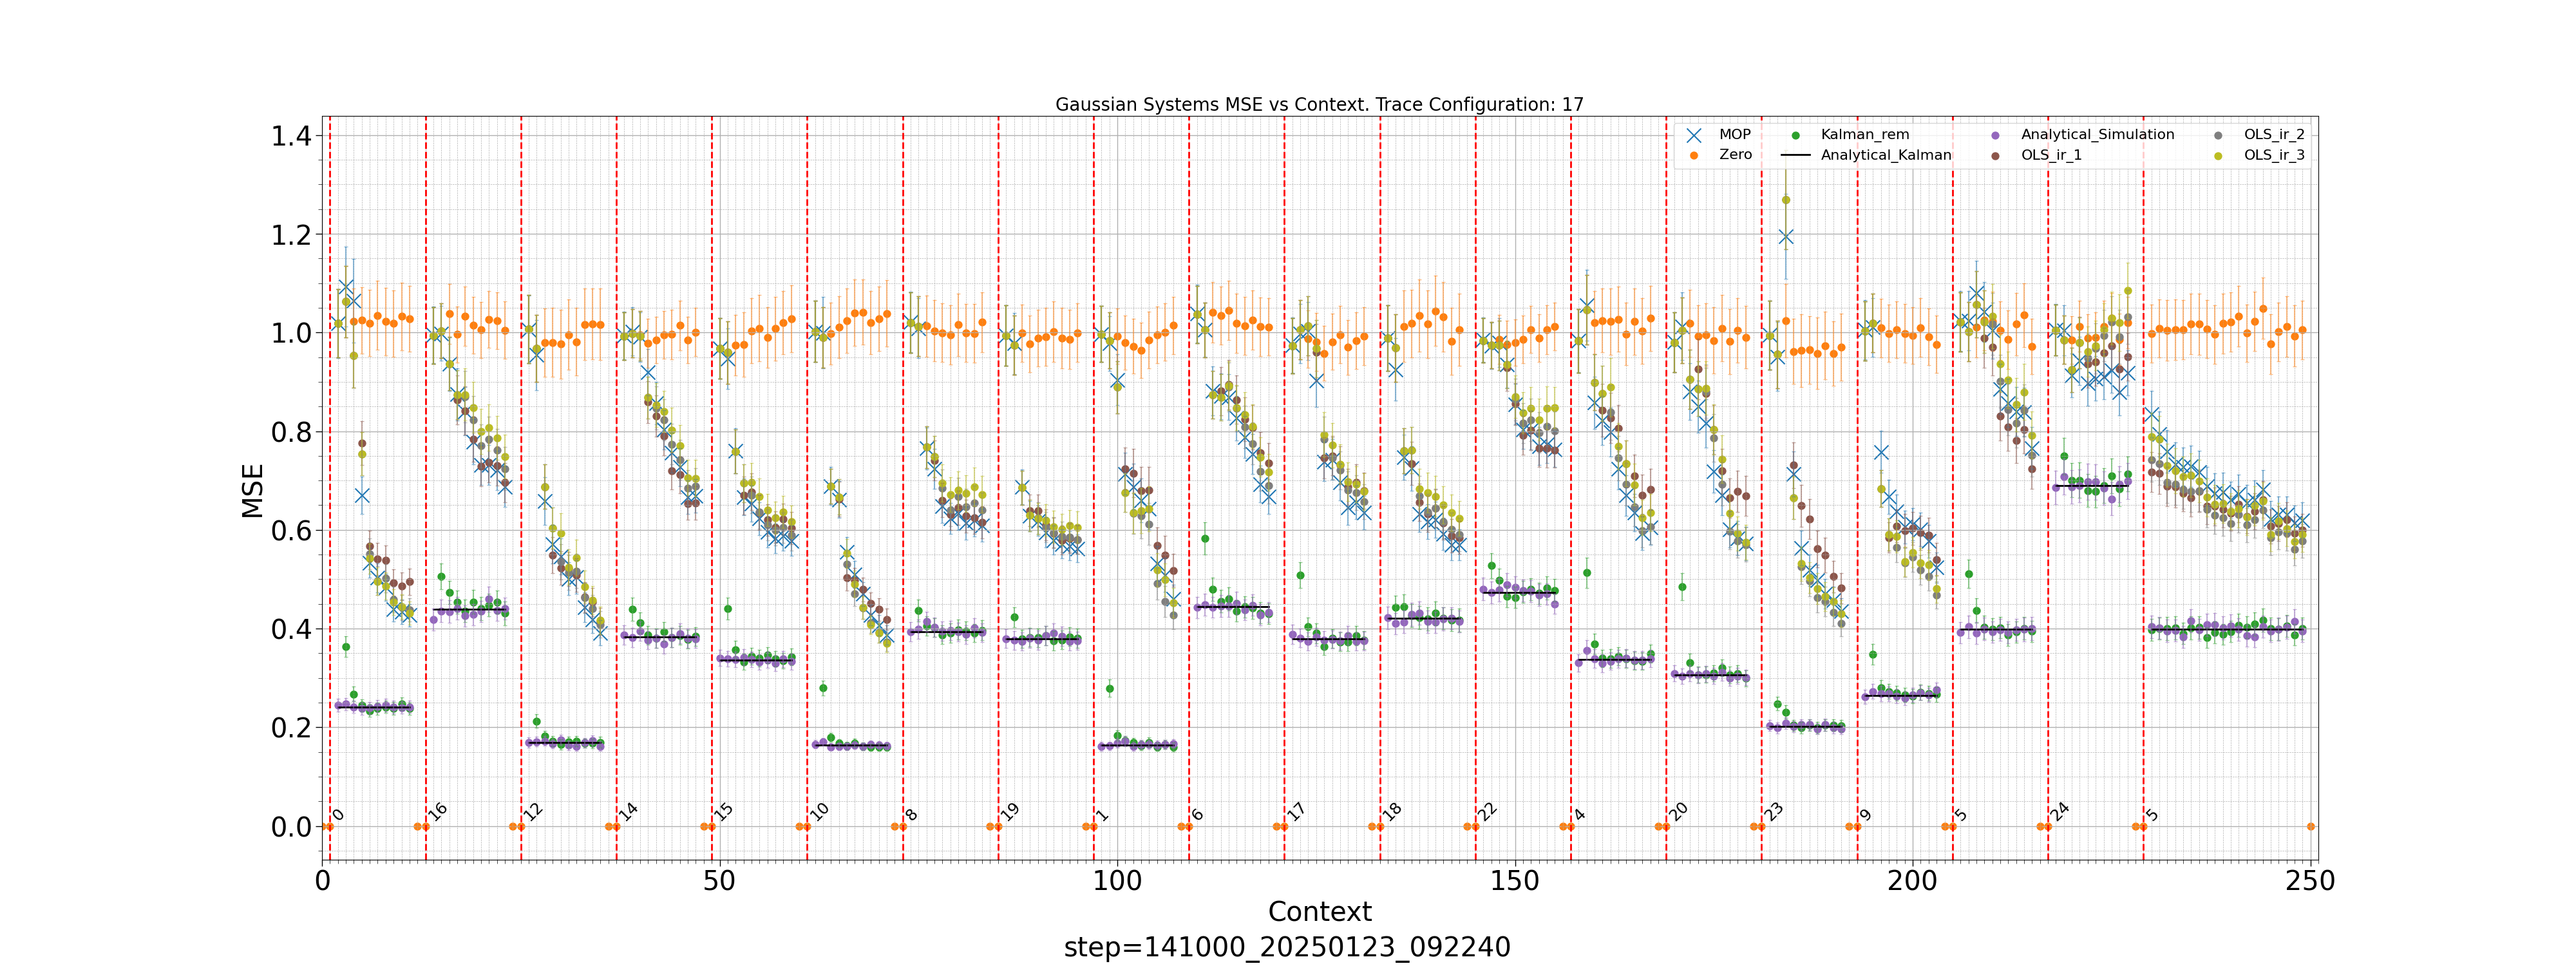 Gaussian Systems MSE vs Context. Trace Configuration: 17
MOP
Zero
Kalman_rem
Analytical_Kalman
Analytical_Simulation
OLS_ir_1
OLS_ir_2
OLS_ir_3
MSE
1.4
1.2
1.0
0.8
0.6
0.4
0.2
0.0
0 16 12 14 15 10 8 19 1 6 17 18 22 4 20 23 9 5 24 5
0 50 100 150 200 250
Context
step=141000_20250123_092240